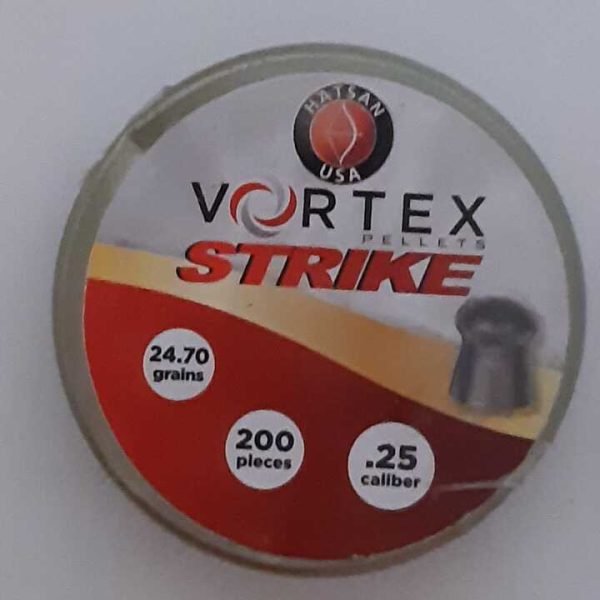 HATSAN
USA
VORTEX
PELLETS
STRIKE
24.70
grains
200
pieces
.25
caliber